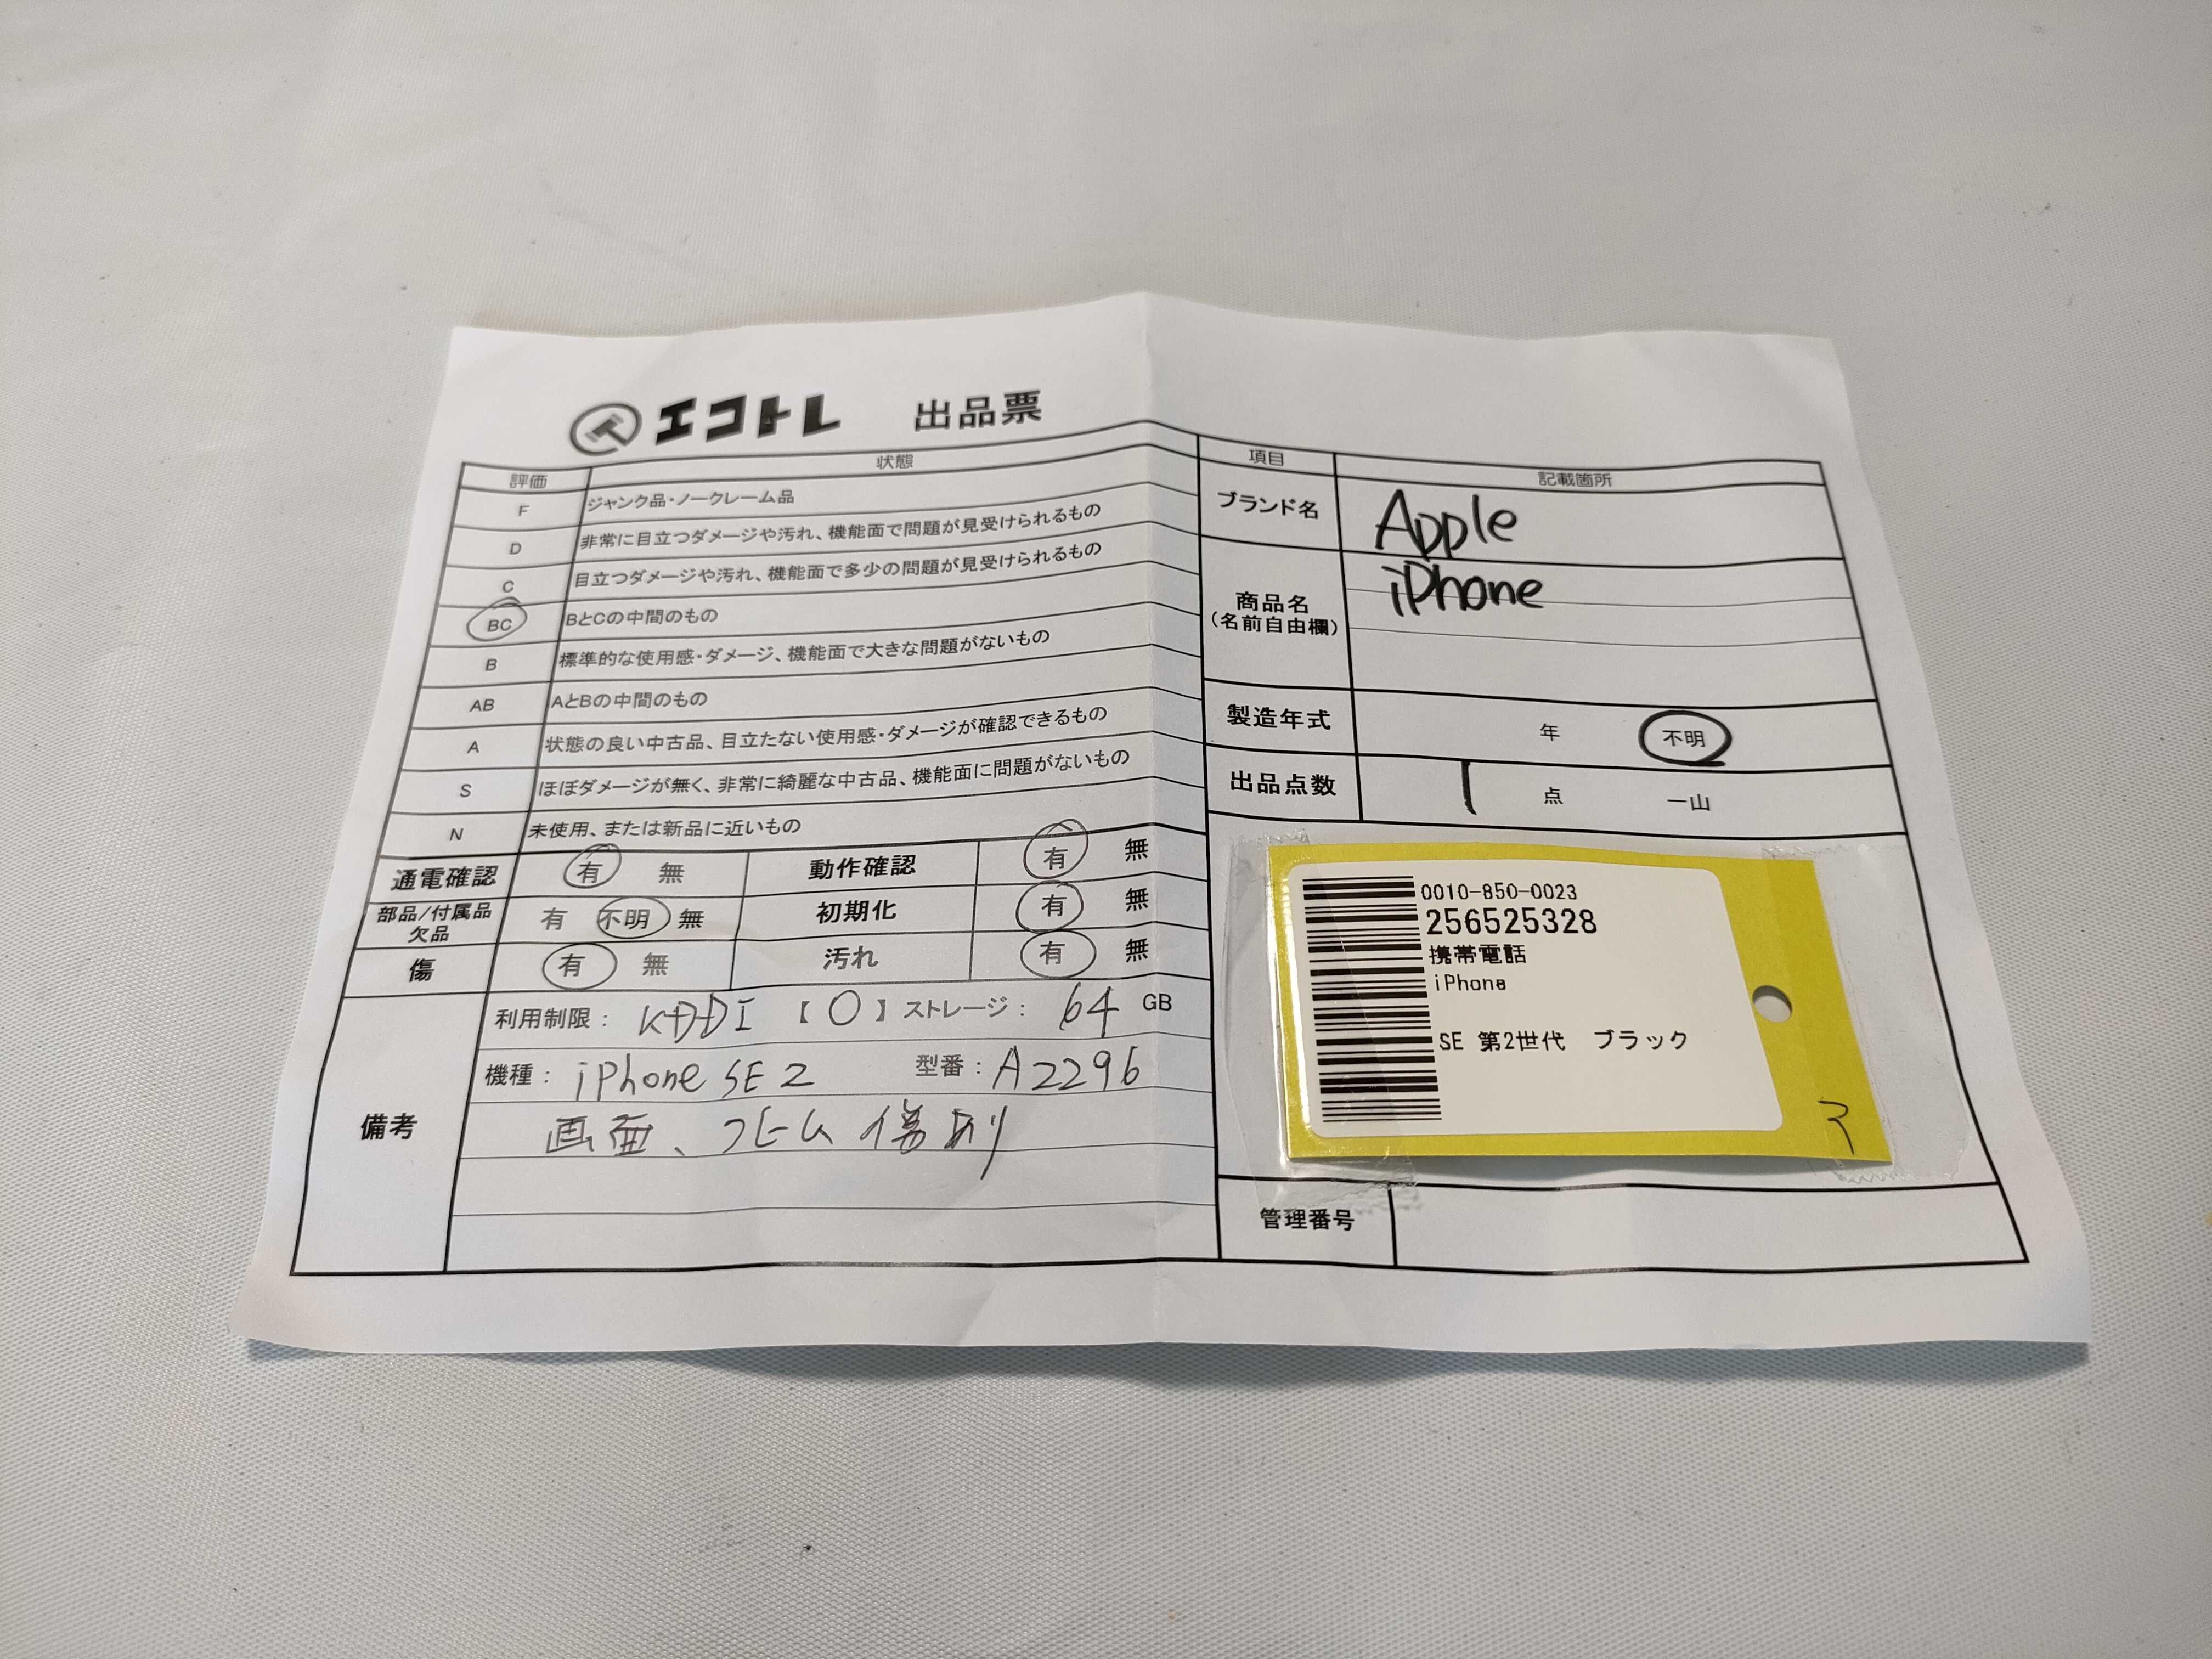 エコトレ 出品票
評価 状態
F ジャンク品・ノークレーム品
D 非常に目立つダメージや汚れ、機能面で問題が見受けられるもの
C 目立つダメージや汚れ、機能面で多少の問題が見受けられるもの
BC BとCの中間のもの
B 標準的な使用感・ダメージ、機能面で大きな問題がないもの
AB AとBの中間のもの
A 状態の良い中古品、目立たない使用感・ダメージが確認できるもの
S ほぼダメージが無く、非常に綺麗な中古品、機能面に問題がないもの
N 未使用、または新品に近いもの
通電確認 有 無 動作確認 有 無
部品/付属品
欠品 有 不明 無 初期化 有 無
傷 有 無 汚れ 有 無
備考
利用制限： KDDI 【〇】 ストレージ： 64 GB
機種： iPhone SE2 型番： A2296
画面、フレーム傷あり
項目 記載箇所
ブランド名 Apple
商品名
(名前自由欄) iPhone
製造年式 年 不明
出品点数 1 点 一山
0010-850-0023
256525328
携帯電話
iPhone
SE 第2世代 ブラック
管理番号